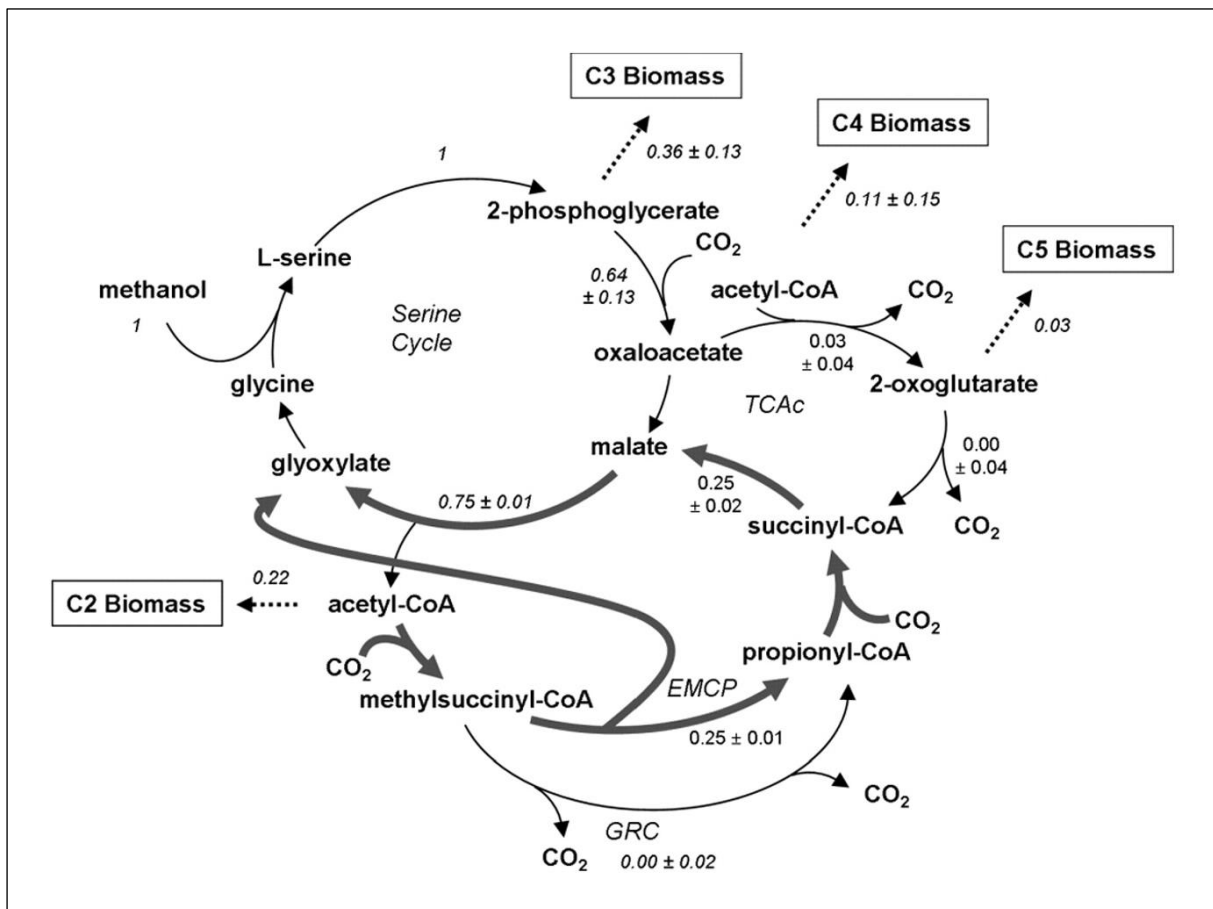 C3 Biomass
C4 Biomass
1
0.36 ± 0.13
0.11 ± 0.15
2-phosphoglycerate
C5 Biomass
CO2
L-serine
methanol
0.64
± 0.13
acetyl-CoA
CO2
1
Serine
Cycle
0.03
oxaloacetate
0.03
± 0.04
glycine
2-oxoglutarate
TCAc
malate
0.00
± 0.04
glyoxylate
0.75 ± 0.01
0.25
± 0.02
succinyl-CoA
CO2
0.22
C2 Biomass
acetyl-CoA
CO2
CO2
propionyl-CoA
methylsuccinyl-CoA
EMCP
0.25 ± 0.01
CO2
GRC
CO2
0.00 ± 0.02